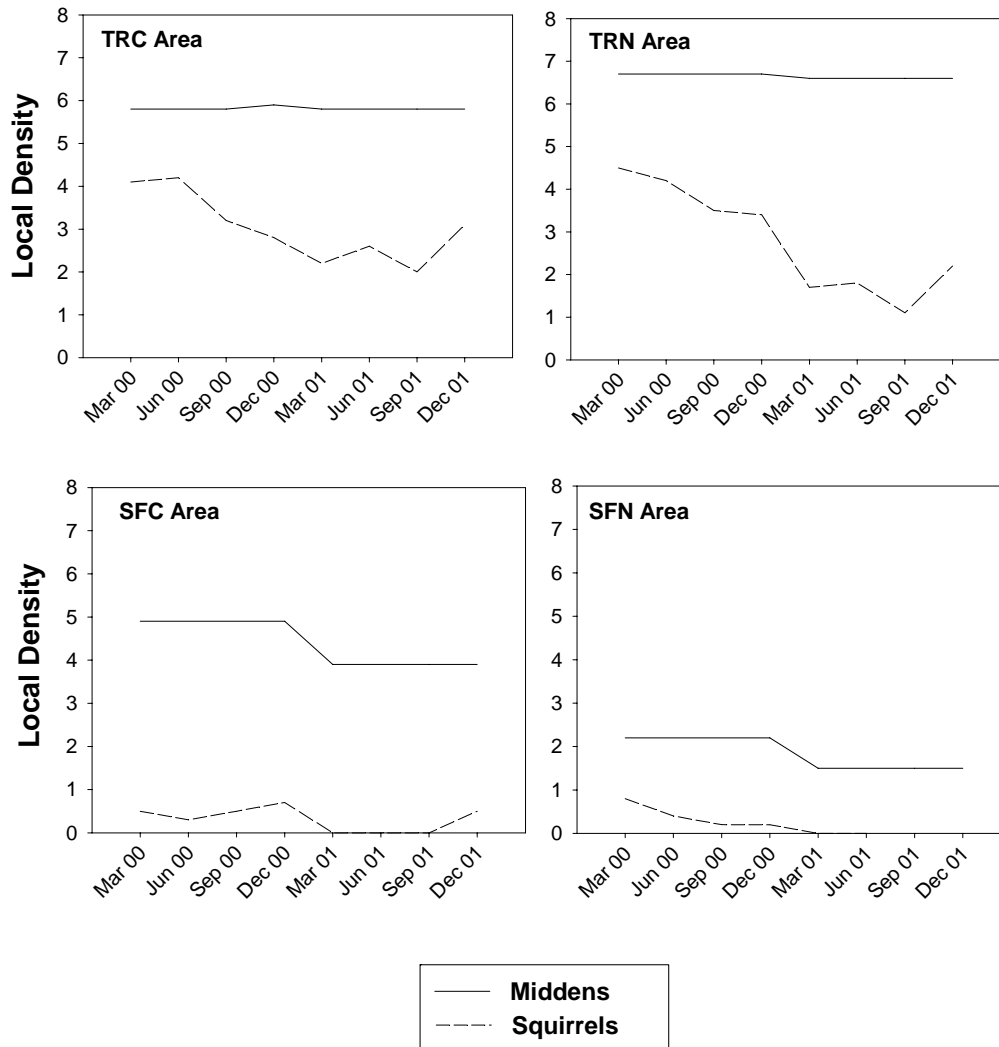 TRC Area
Local Density
8
7
6
5
4
3
2
1
0
Mar 00
Jun 00
Sep 00
Dec 00
Mar 01
Jun 01
Sep 01
Dec 01
TRN Area
8
7
6
5
4
3
2
1
0
Mar 00
Jun 00
Sep 00
Dec 00
Mar 01
Jun 01
Sep 01
Dec 01
SFC Area
Local Density
8
7
6
5
4
3
2
1
0
Mar 00
Jun 00
Sep 00
Dec 00
Mar 01
Jun 01
Sep 01
Dec 01
SFN Area
8
7
6
5
4
3
2
1
0
Mar 00
Jun 00
Sep 00
Dec 00
Mar 01
Jun 01
Sep 01
Dec 01
Middens
Squirrels